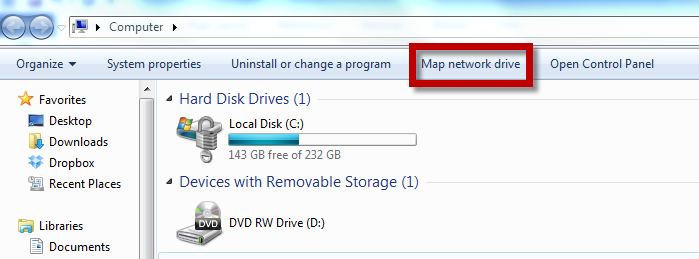 Computer
Organize System properties Uninstall or change a program Map network drive Open Control Panel
Favorites
Desktop
Downloads
Dropbox
Recent Places
Libraries
Documents
Hard Disk Drives (1)
Local Disk (C:)
143 GB free of 232 GB
Devices with Removable Storage (1)
DVD
DVD RW Drive (D:)